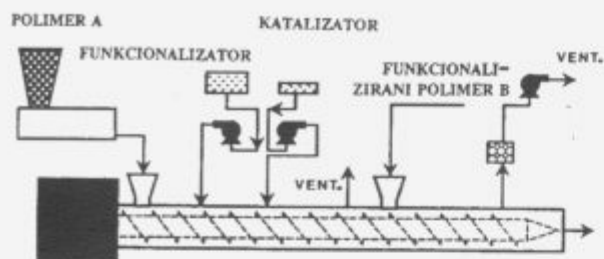 POLIMER A
KATALIZATOR
FUNKCIONALIZATOR
FUNKCIONALI-
ZIRANI POLIMER B
VENT.
VENT.